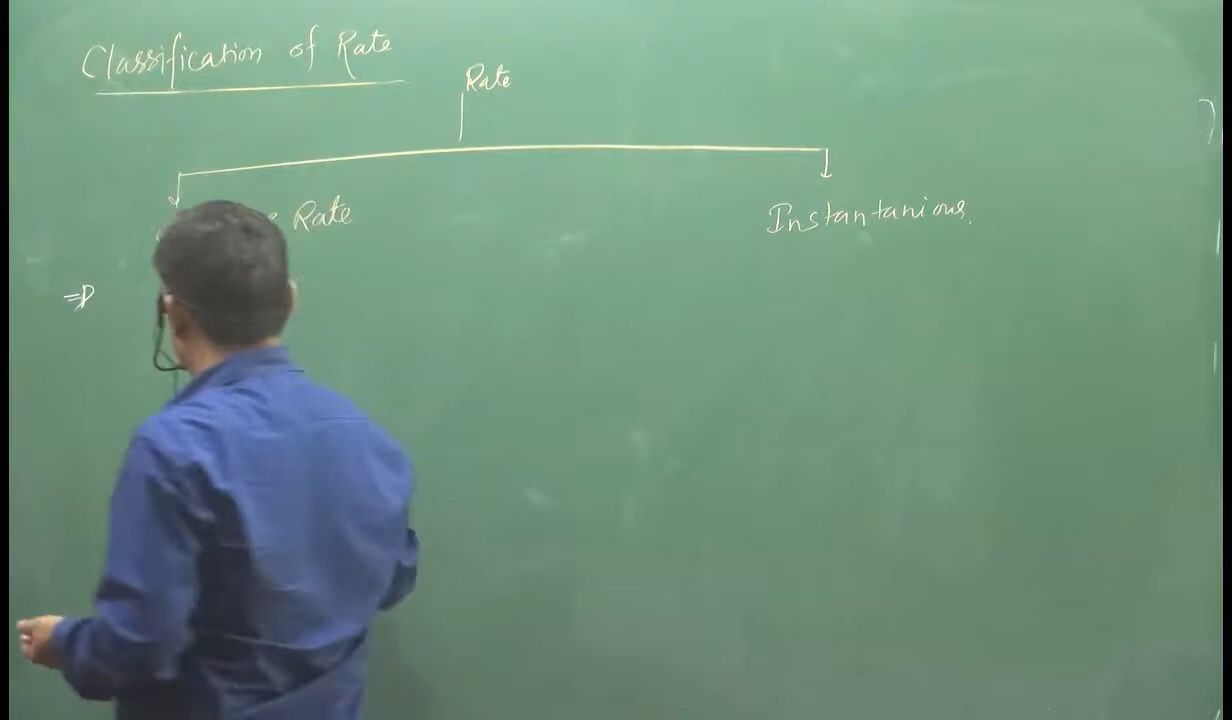 Classification of Rate
Rate
Rate
Instantanious.
⇒